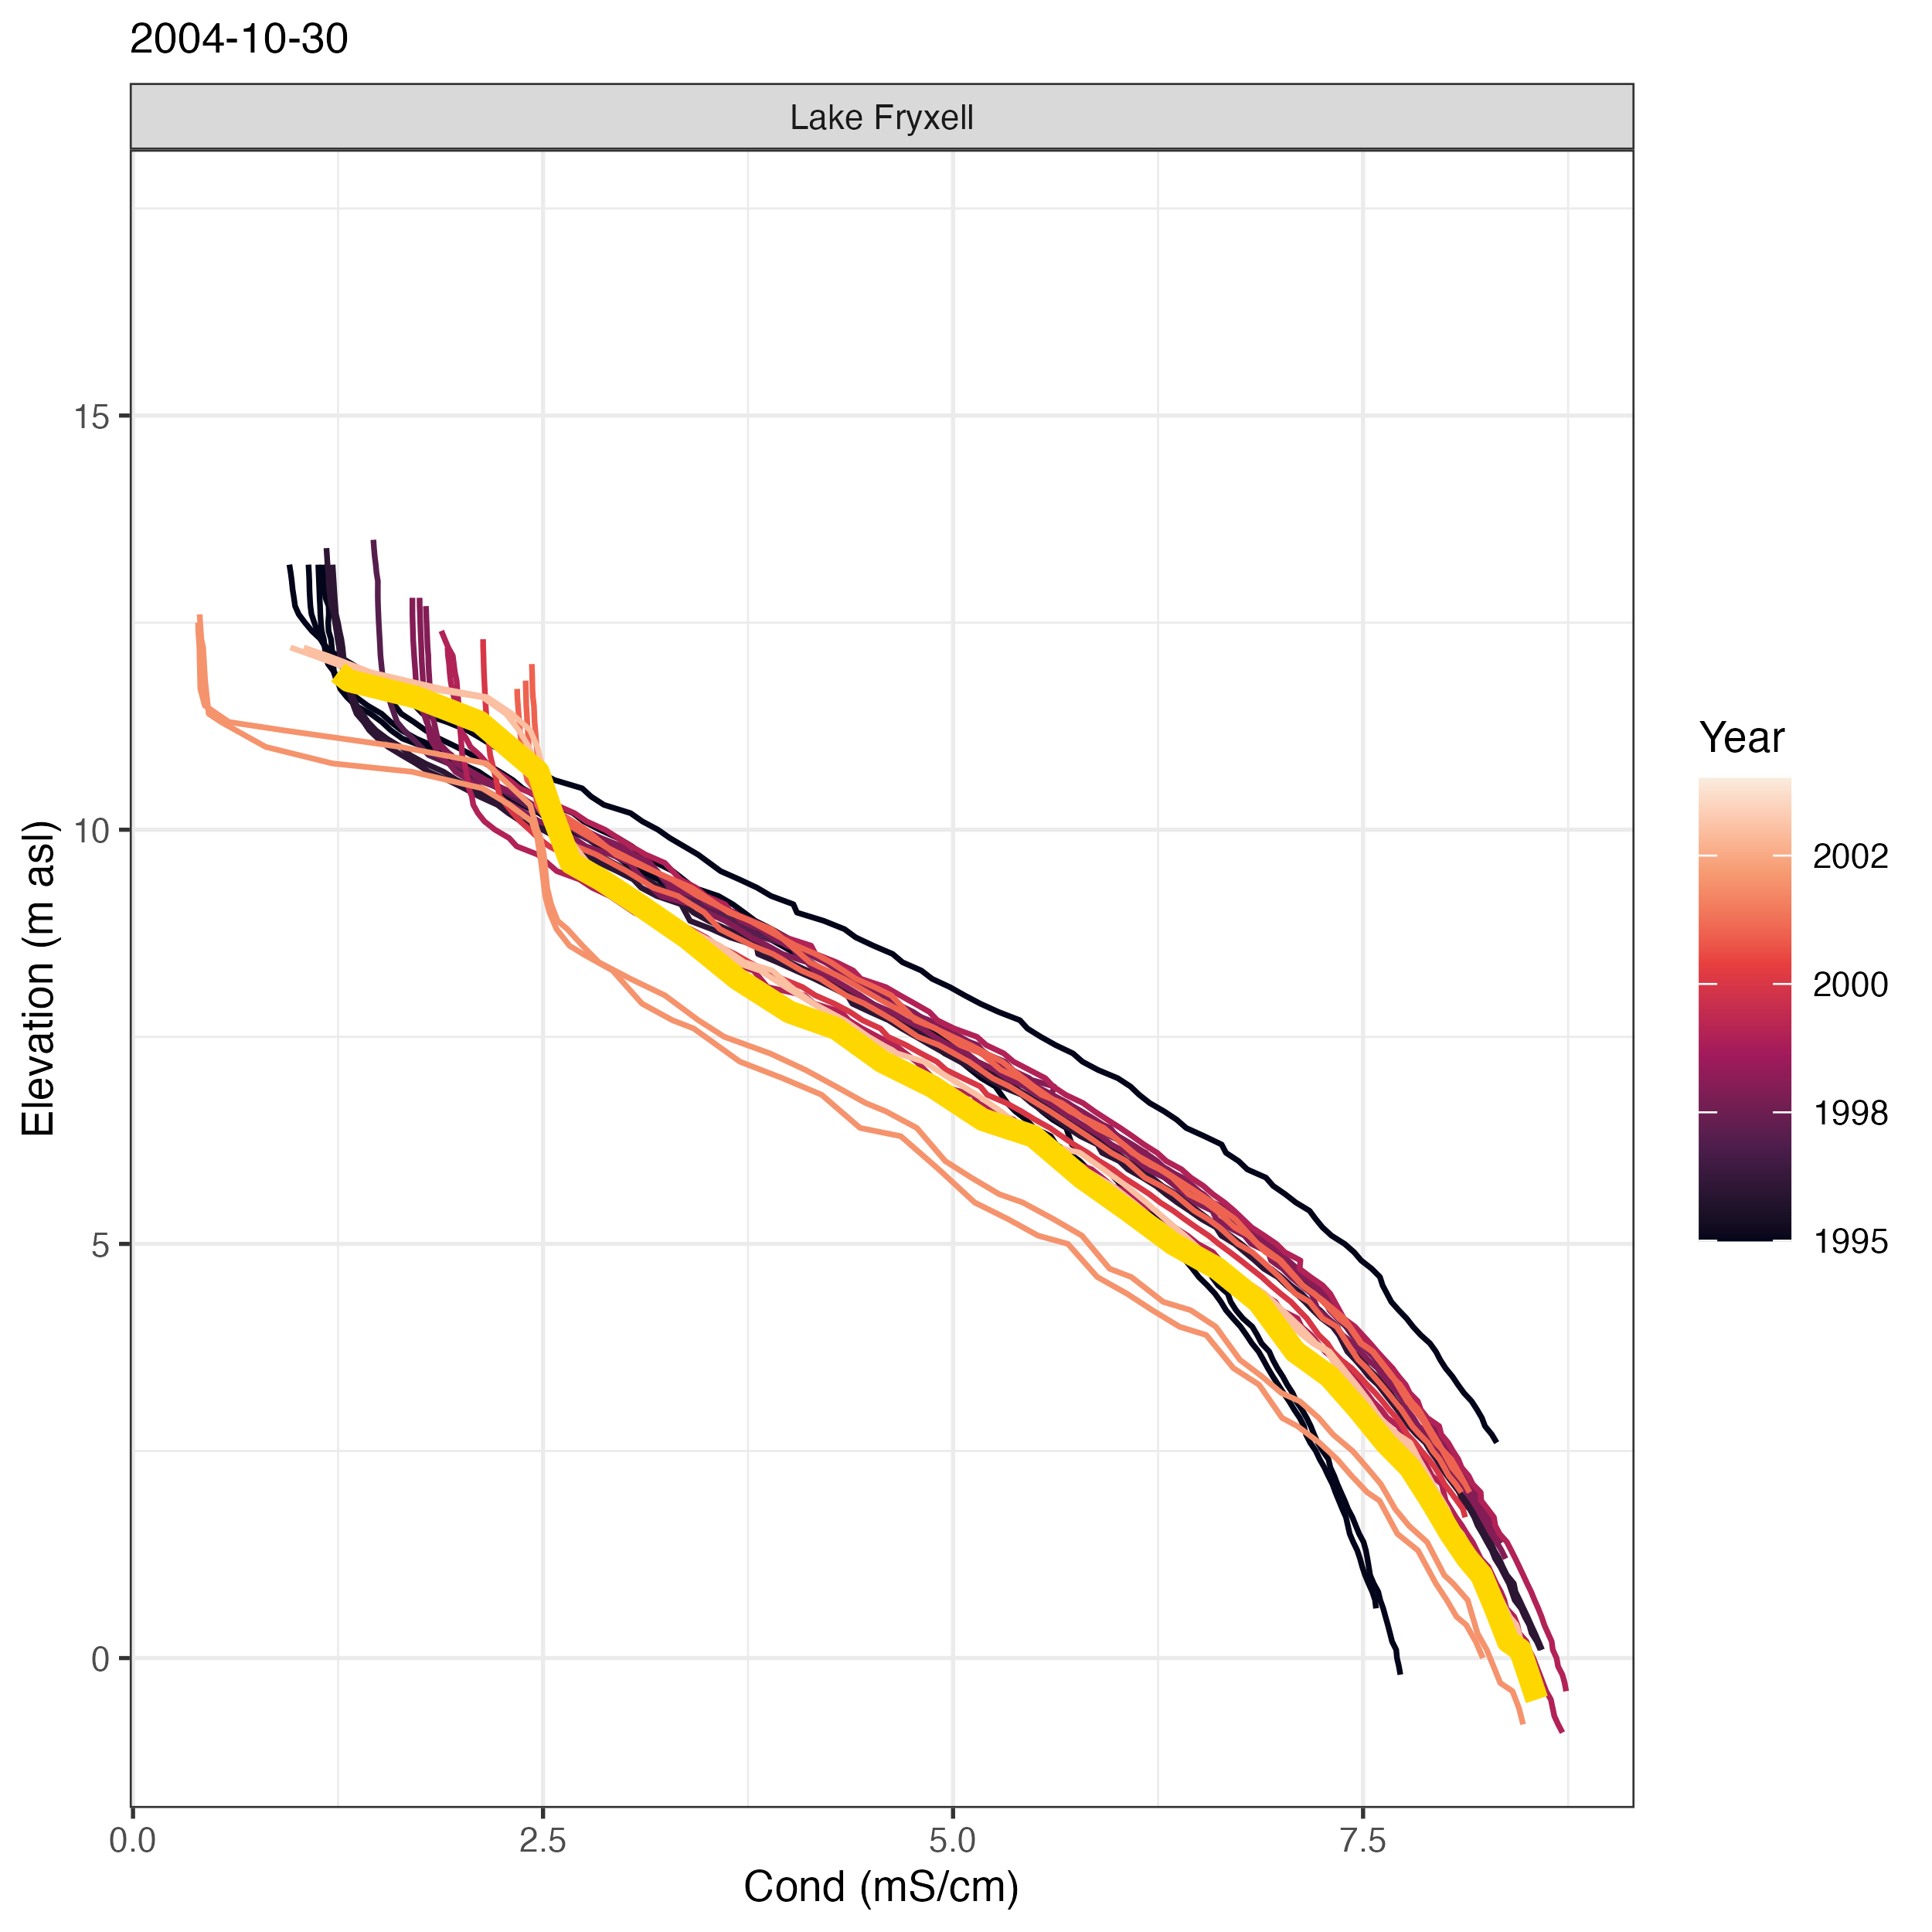 2004-10-30
Lake Fryxell
Elevation (m asl)
15
10
5
0
0.0 2.5 5.0 7.5
Cond (mS/cm)
Year
2002
2000
1998
1995